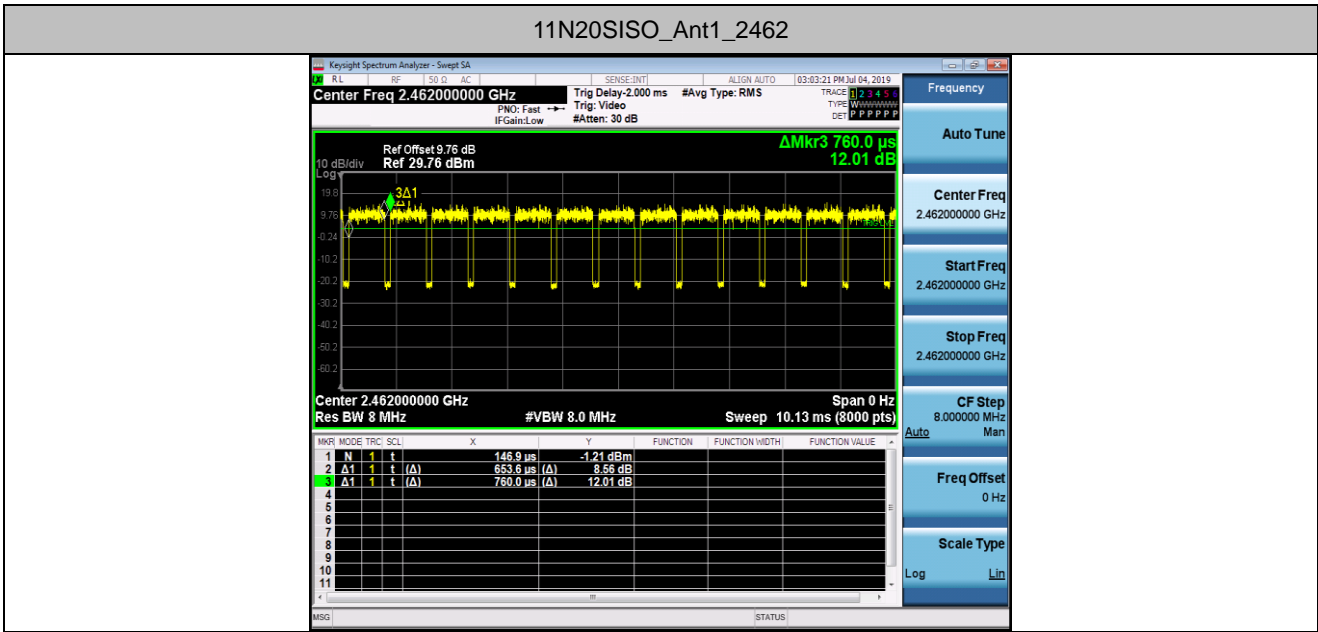 11N20SISO_Ant1_2462
Keysight Spectrum Analyzer - Swept SA
RL RF 50 Ω AC SENSE:INT ALIGN AUTO 03:03:21 PM Jul 04, 2019
Center Freq 2.462000000 GHz
Trig Delay-2.000 ms #Avg Type: RMS
TRACE 1 2 3 4 5 6
PNO: Fast Trig: Video
TYPE W
IFGain:Low #Atten: 30 dB
DET P P P P P P
Frequency
Auto Tune
ΔMkr3 760.0 µs
12.01 dB
Ref Offset 9.76 dB
10 dB/div Ref 29.76 dBm
Log
19.8
3Δ1
9.76
-0.24
-10.2
-20.2
-30.2
-40.2
-50.2
-60.2
Center Freq
2.462000000 GHz
Start Freq
2.462000000 GHz
Stop Freq
2.462000000 GHz
CF Step
8.000000 MHz
Auto Man
Freq Offset
0 Hz
Scale Type
Log Lin
Center 2.462000000 GHz Span 0 Hz
Res BW 8 MHz #VBW 8.0 MHz Sweep 10.13 ms (8000 pts)
MKR MODE TRC SCL X Y FUNCTION FUNCTION WIDTH FUNCTION VALUE
1 N 1 t 146.9 µs -1.21 dBm
2 Δ1 1 t (Δ) 653.6 µs (Δ) 8.56 dB
3 Δ1 1 t (Δ) 760.0 µs (Δ) 12.01 dB
4
5
6
7
8
9
10
11
MSG STATUS